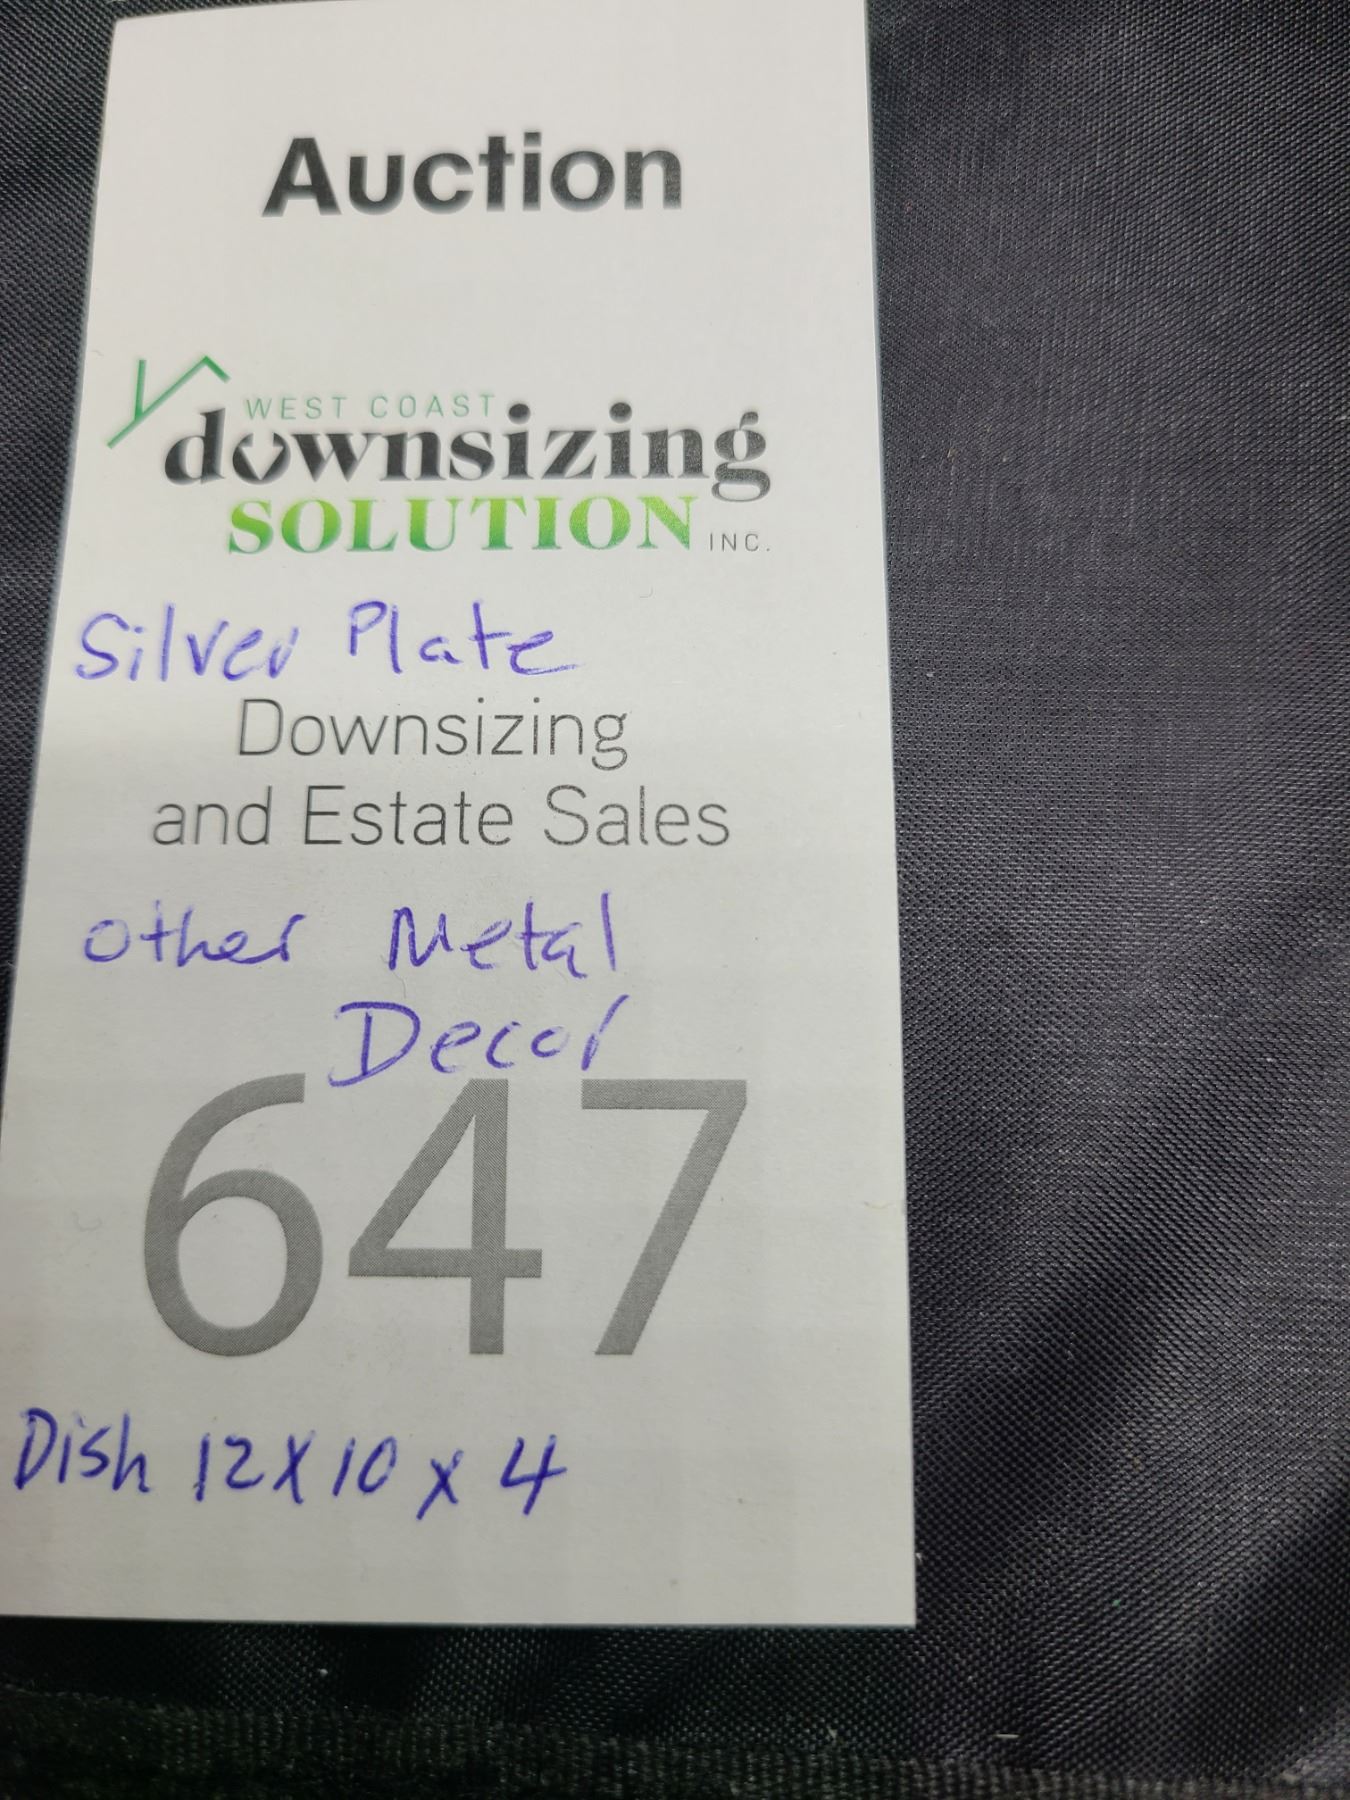 Auction
WEST COAST
downsizing
SOLUTION INC.
Silver Plate
Downsizing
and Estate Sales
Other Metal
Decor
647
Dish 12 x 10 x 4